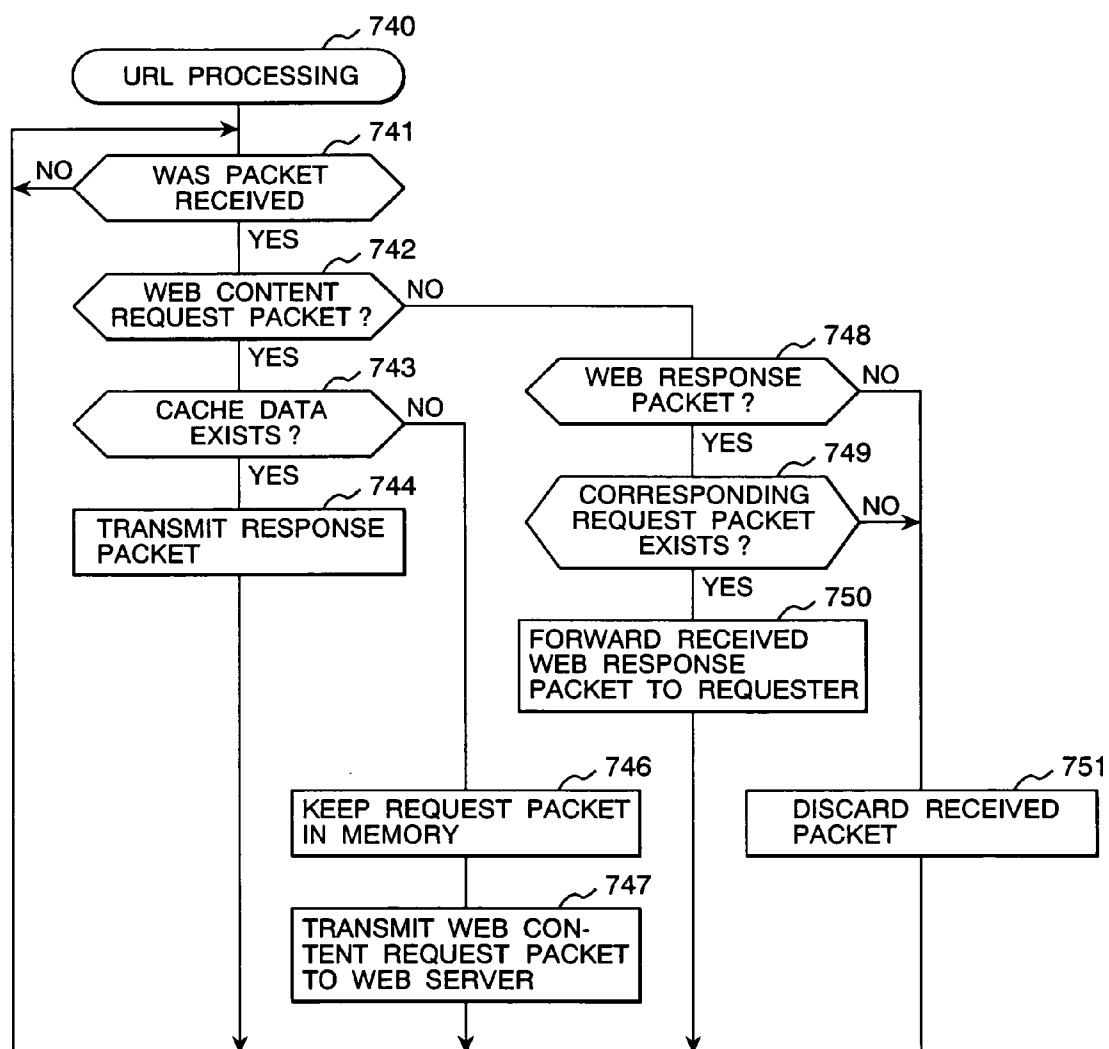 740
URL PROCESSING
741
NO
WAS PACKET
RECEIVED
YES
742
WEB CONTENT
REQUEST PACKET ?
NO
YES
743
CACHE DATA
EXISTS ?
NO
YES
744
TRANSMIT RESPONSE
PACKET
748
WEB RESPONSE
PACKET ?
NO
YES
749
CORRESPONDING
REQUEST PACKET
EXISTS ?
NO
YES
750
FORWARD RECEIVED
WEB RESPONSE
PACKET TO REQUESTER
746
KEEP REQUEST PACKET
IN MEMORY
751
DISCARD RECEIVED
PACKET
747
TRANSMIT WEB CON-
TENT REQUEST PACKET
TO WEB SERVER